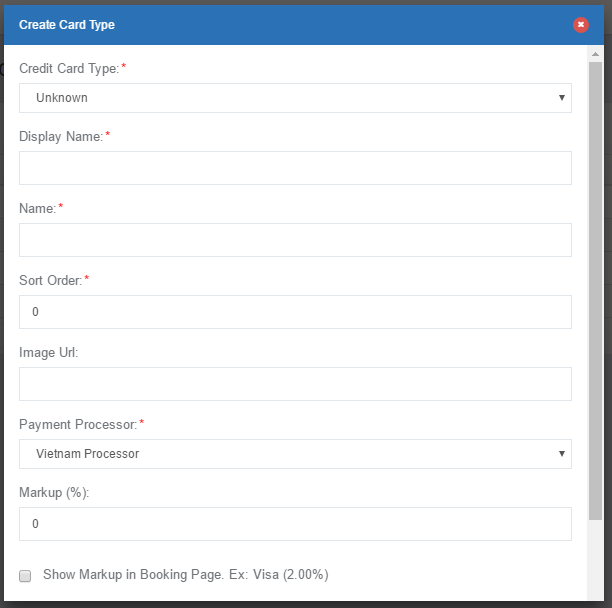 Create Card Type
Credit Card Type:*
Unknown
Display Name:*
Name:*
Sort Order:*
0
Image Url:
Payment Processor:*
Vietnam Processor
Markup (%):
0
Show Markup in Booking Page. Ex: Visa (2.00%)